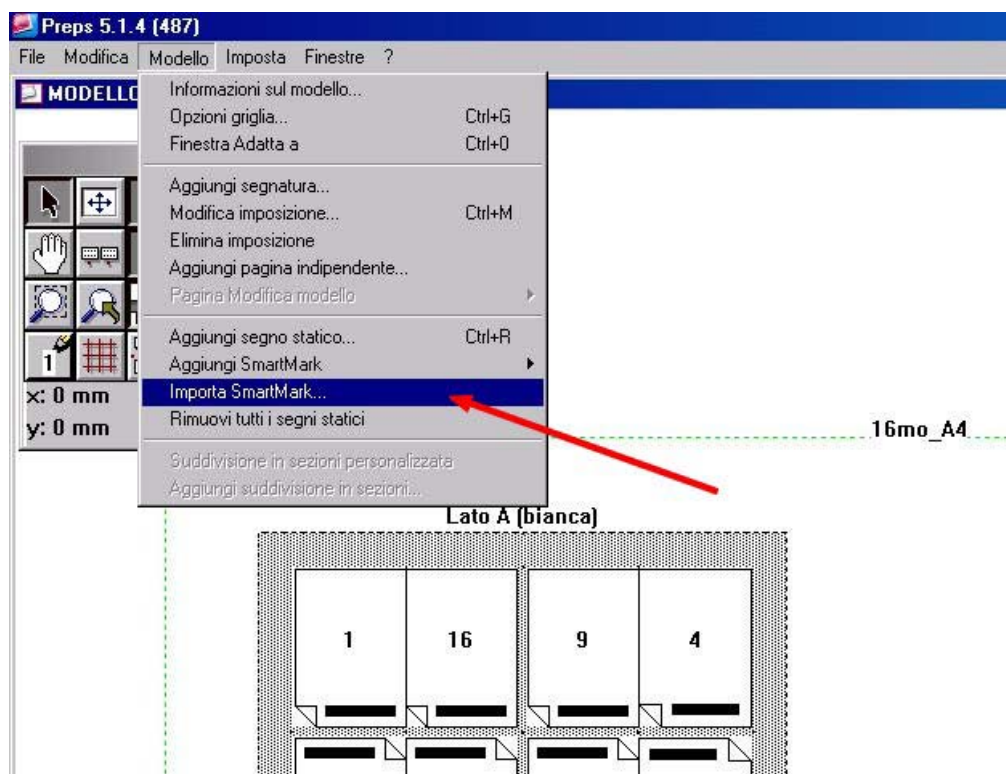 Preps 5.1.4 (487)
File Modifica Modello Imposta Finestre ?
MODELLO
Informazioni sul modello...
Opzioni griglia... Ctrl+G
Finestra Adatta a Ctrl+0
Aggiungi segnatura...
Modifica imposizione... Ctrl+M
Elimina imposizione
Aggiungi pagina indipendente...
Pagina Modifica modello
Aggiungi segno statico... Ctrl+R
Aggiungi SmartMark
Importa SmartMark...
Rimuovi tutti i segni statici
Suddivisione in sezioni personalizzata
Aggiungi suddivisione in sezioni...
1
x: 0 mm
y: 0 mm
16mo_A4
Lato A (bianca)
1 16 9 4